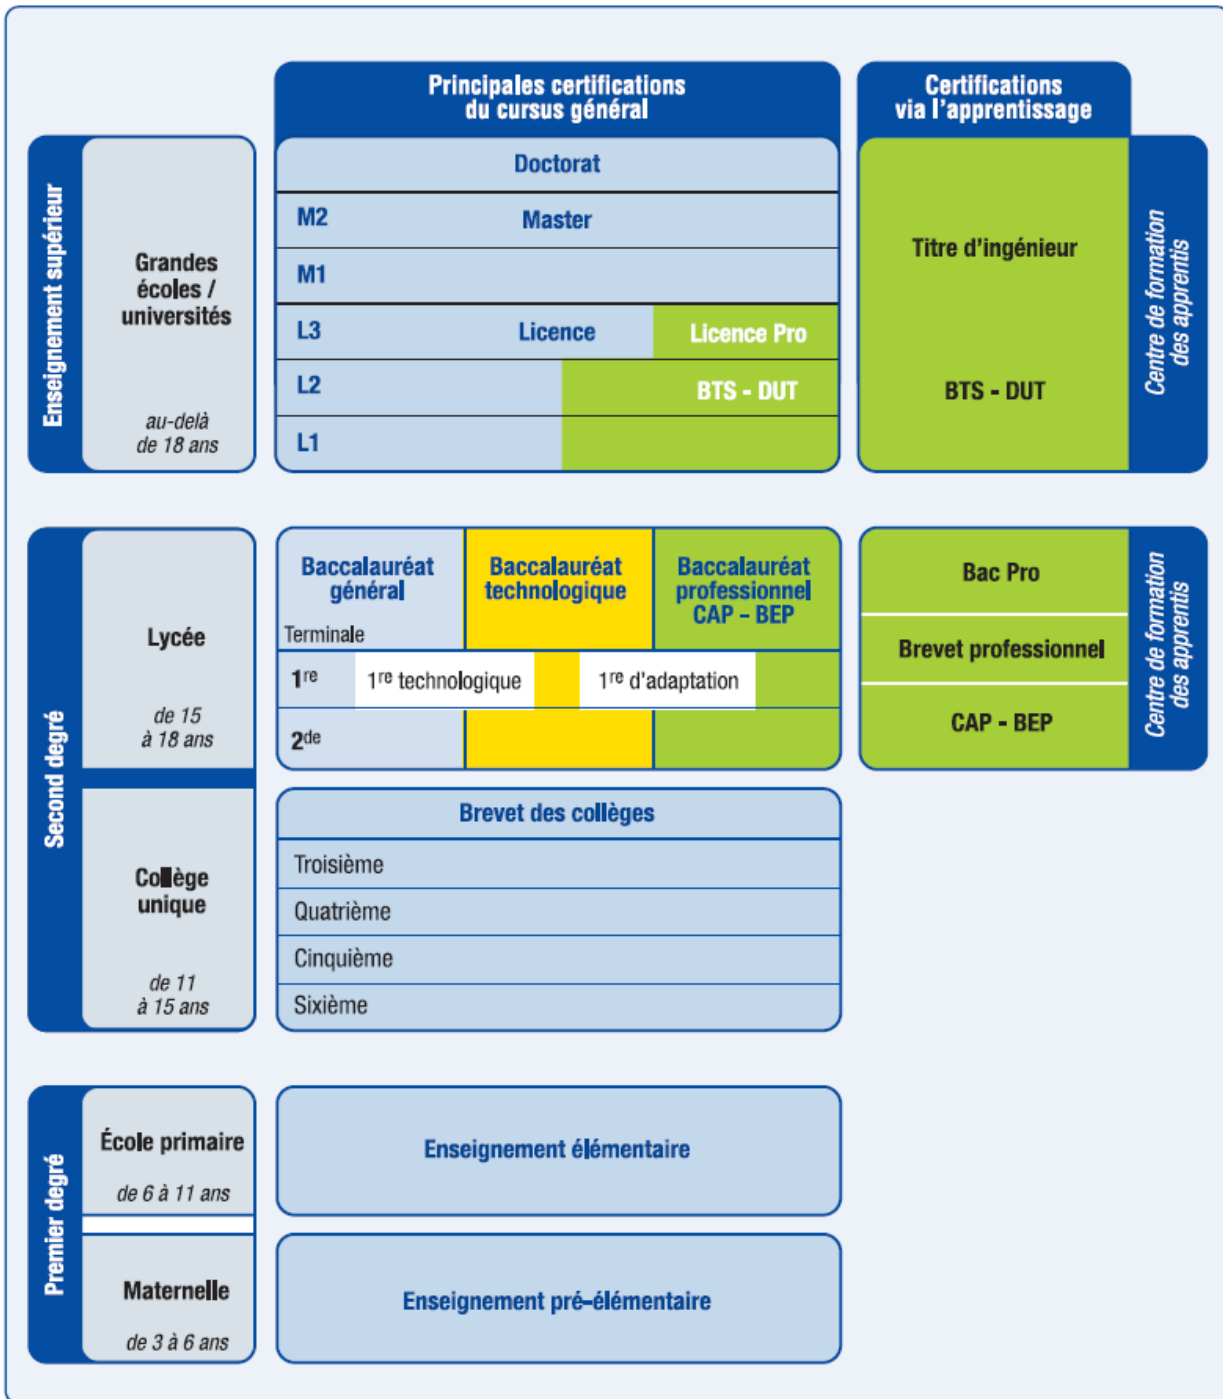 Principales certifications
du cursus général
Certifications
via l'apprentissage
Enseignement supérieur
Grandes
écoles /
universités
au-delà
de 18 ans
Doctorat
M2 Master
M1
L3 Licence Licence Pro
L2 BTS - DUT
L1
Titre d'ingénieur
BTS - DUT
Centre de formation
des apprentis
Second degré
Lycée
de 15
à 18 ans
Baccalauréat
général
Terminale
Baccalauréat
technologique
Baccalauréat
professionnel
CAP – BEP
1re 1re technologique 1re d'adaptation
2de
Bac Pro
Brevet professionnel
CAP - BEP
Centre de formation
des apprentis
Collège
unique
de 11
à 15 ans
Brevet des collèges
Troisième
Quatrième
Cinquième
Sixième
Premier degré
École primaire
de 6 à 11 ans
Enseignement élémentaire
Maternelle
de 3 à 6 ans
Enseignement pré–élémentaire